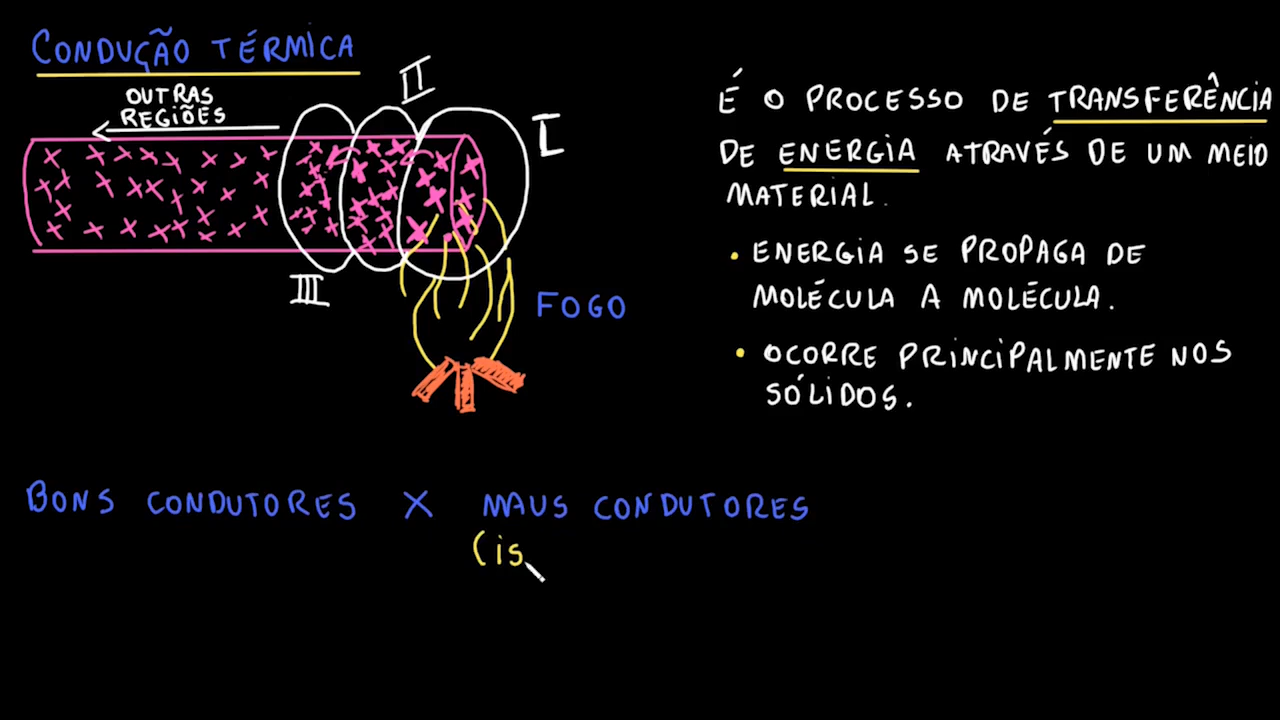 CONDUÇÃO TÉRMICA
OUTRAS
REGIÕES
II
I
III
FOGO
É O PROCESSO DE TRANSFERÊNCIA
DE ENERGIA ATRAVÉS DE UM MEIO
MATERIAL.
• ENERGIA SE PROPAGA DE
MOLÉCULA A MOLÉCULA.
• OCORRE PRINCIPALMENTE NOS
SÓLIDOS.
BONS CONDUTORES X MAUS CONDUTORES
(is